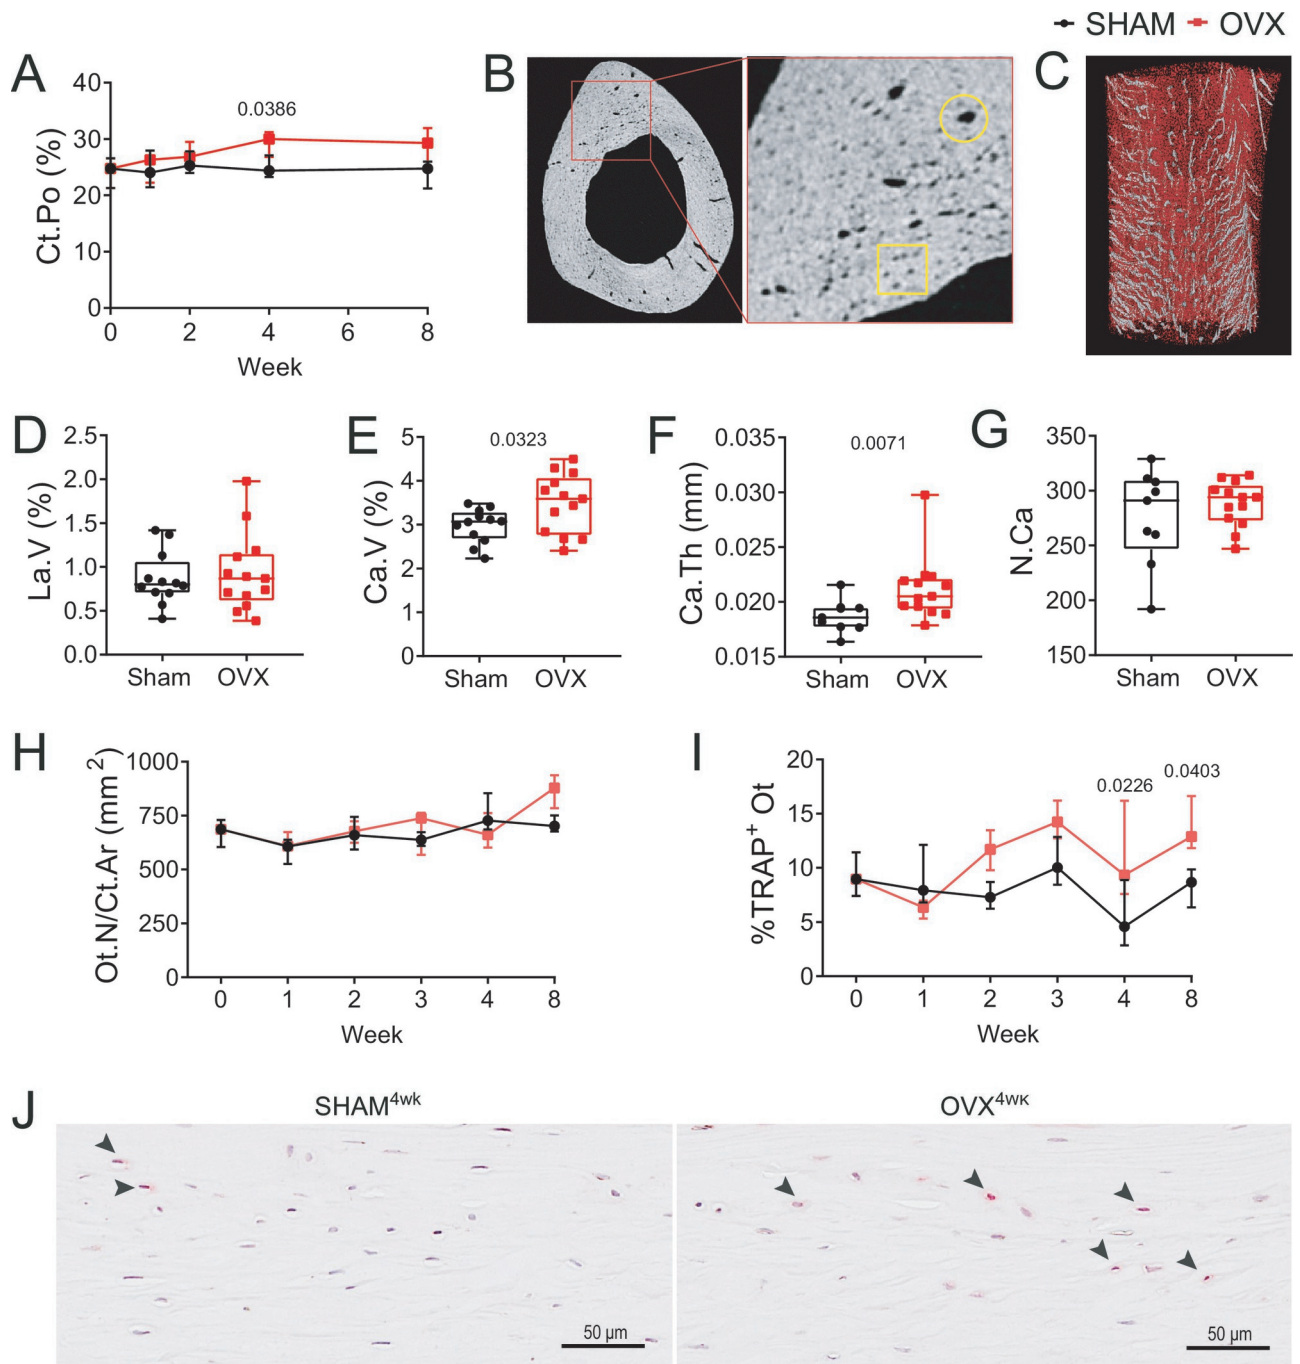 SHAM OVX
A
Ct.Po (%)
40
30
20
10
0
0.0386
0 2 4 6 8
Week
B
C
D
La.V (%)
2.5
2.0
1.5
1.0
0.5
0.0
Sham OVX
E
Ca.V (%)
5
4
3
2
1
0
0.0323
Sham OVX
F
Ca.Th (mm)
0.035
0.030
0.025
0.020
0.015
0.0071
Sham OVX
G
N.Ca
350
300
250
200
150
Sham OVX
H
Ot.N/Ct.Ar (mm²)
1000
750
500
250
0
0 1 2 3 4 8
Week
I
%TRAP⁺ Ot
20
15
10
5
0
0.0226
0.0403
0 1 2 3 4 8
Week
J
SHAM⁴ʷᵏ
OVX⁴ʷᵏ
50 µm
50 µm